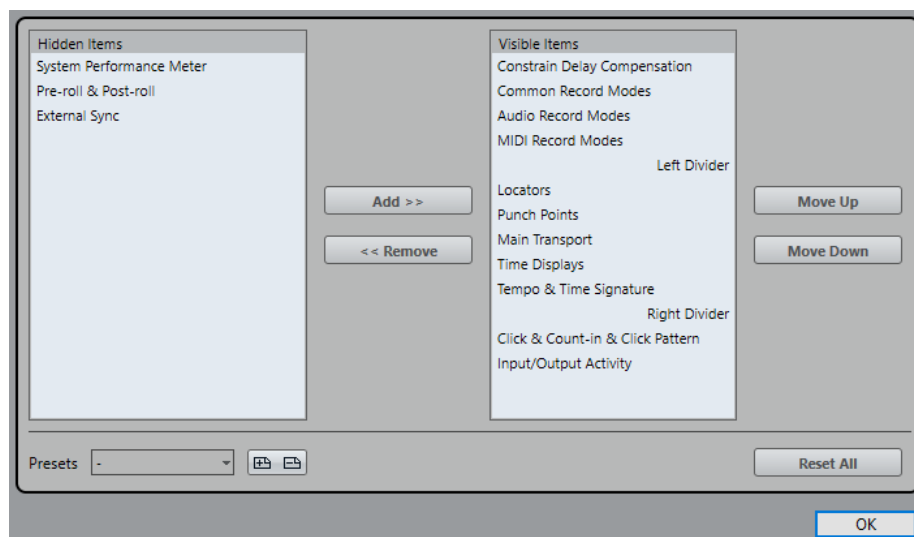 Hidden Items
System Performance Meter
Pre-roll & Post-roll
External Sync
Add >>
<< Remove
Visible Items
Constrain Delay Compensation
Common Record Modes
Audio Record Modes
MIDI Record Modes
Left Divider
Locators
Punch Points
Main Transport
Time Displays
Tempo & Time Signature
Right Divider
Click & Count-in & Click Pattern
Input/Output Activity
Move Up
Move Down
Presets -
Reset All
OK